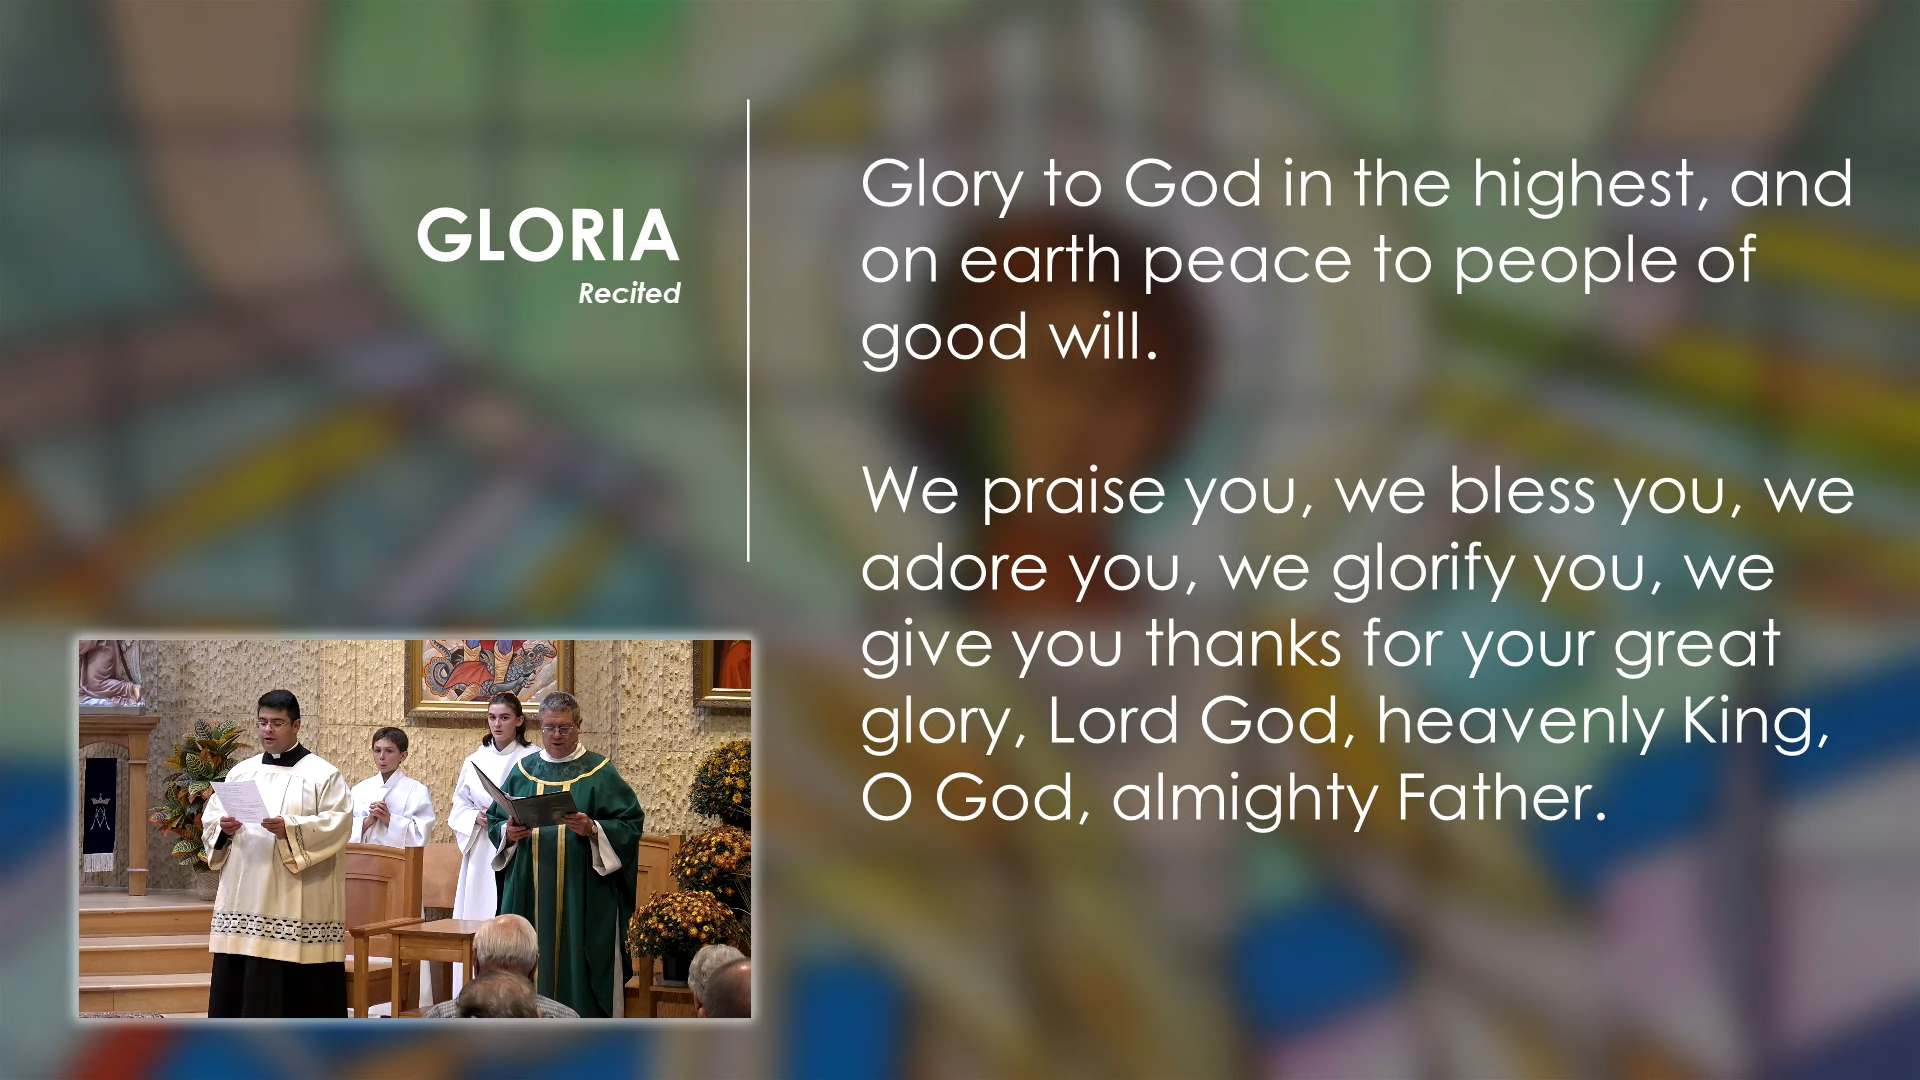 GLORIA
Recited
Glory to God in the highest, and
on earth peace to people of
good will.
We praise you, we bless you, we
adore you, we glorify you, we
give you thanks for your great
glory, Lord God, heavenly King,
O God, almighty Father.